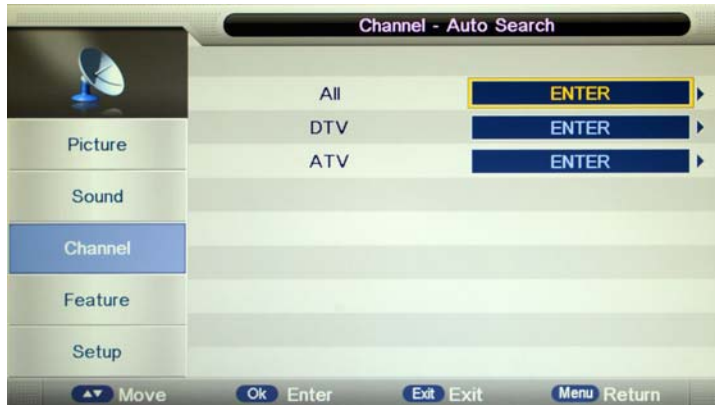 Channel - Auto Search
All ENTER
DTV ENTER
ATV ENTER
Picture
Sound
Channel
Feature
Setup
Move Ok Enter Exit Exit Menu Return